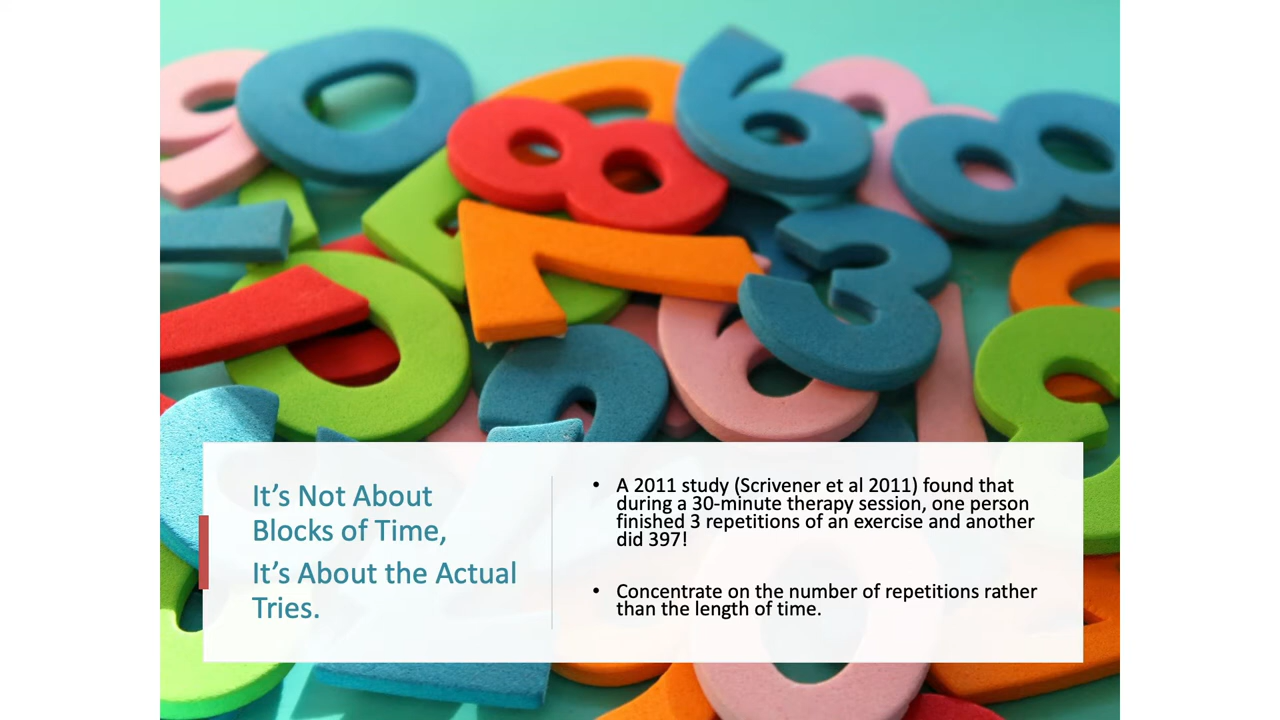 It’s Not About
Blocks of Time,
It’s About the Actual
Tries.
• A 2011 study (Scrivener et al 2011) found that
during a 30-minute therapy session, one person
finished 3 repetitions of an exercise and another
did 397!
• Concentrate on the number of repetitions rather
than the length of time.